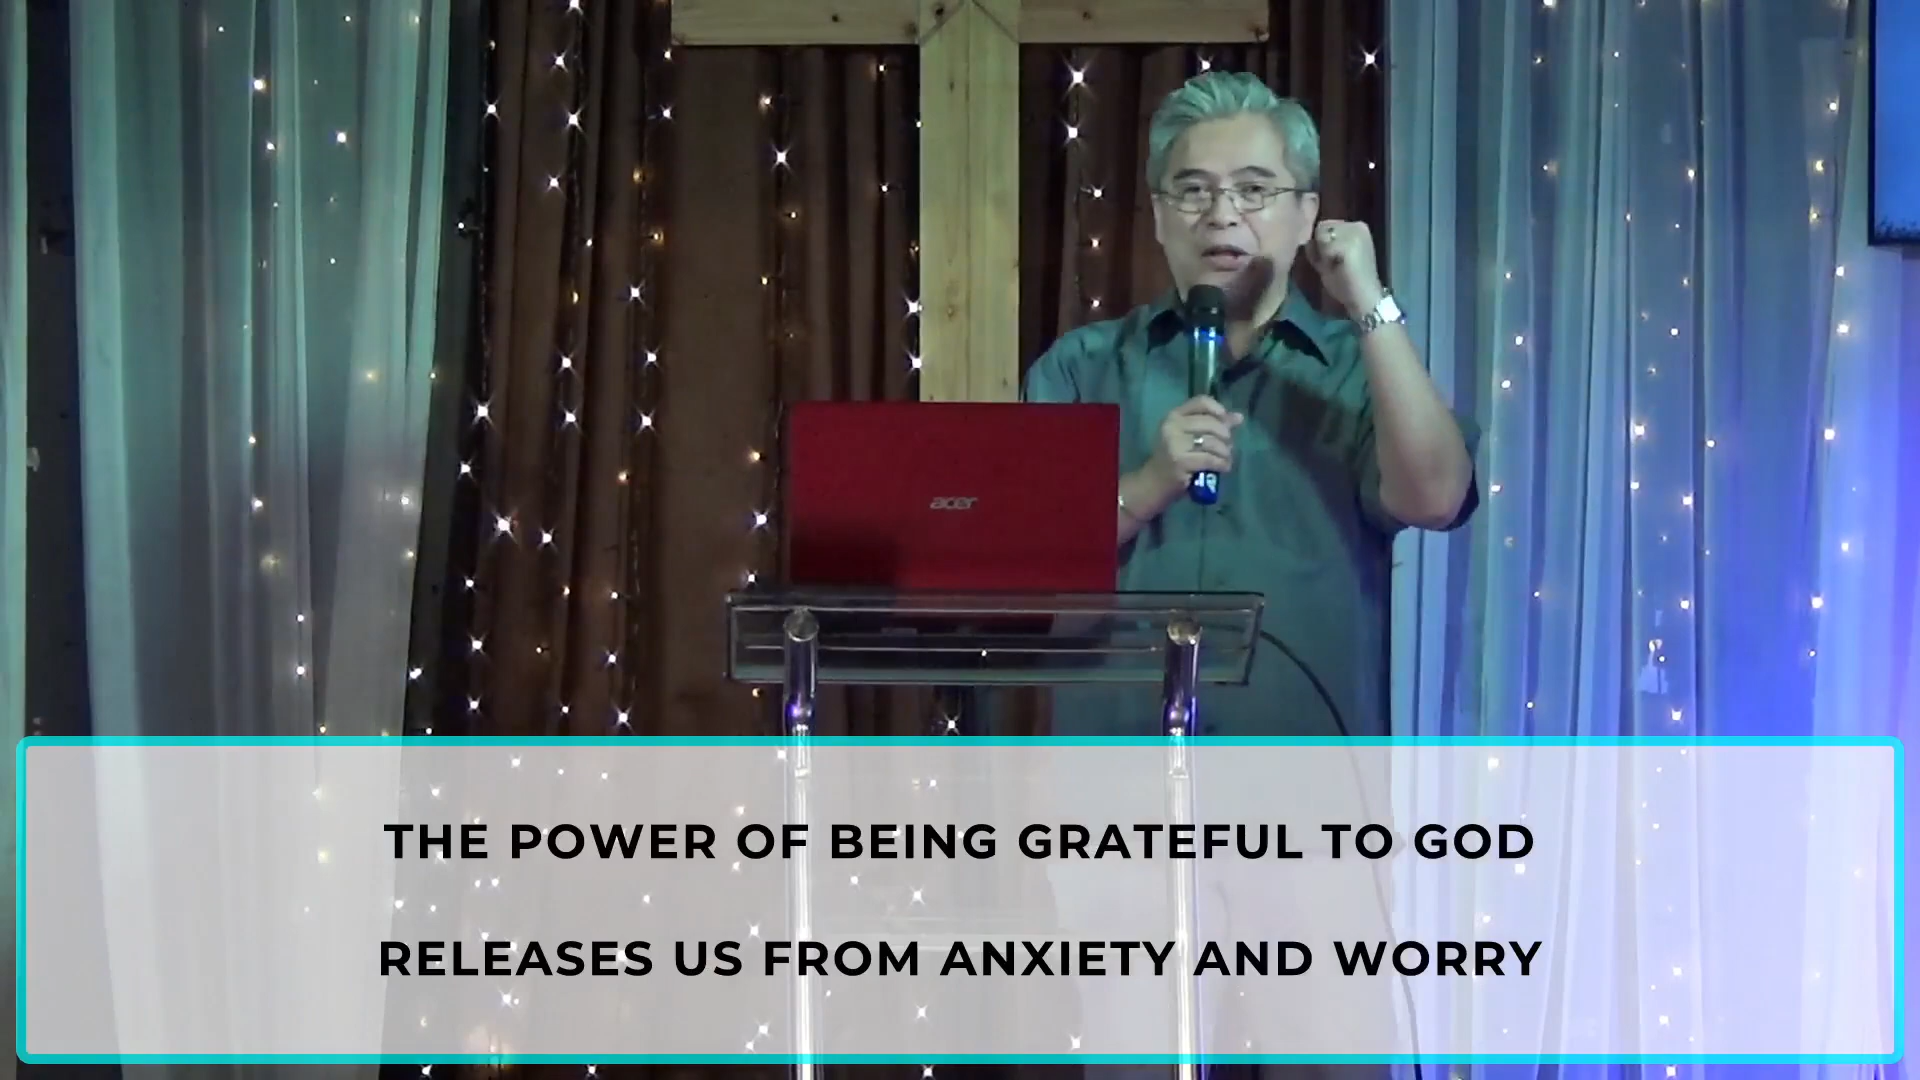 acer
THE POWER OF BEING GRATEFUL TO GOD
RELEASES US FROM ANXIETY AND WORRY